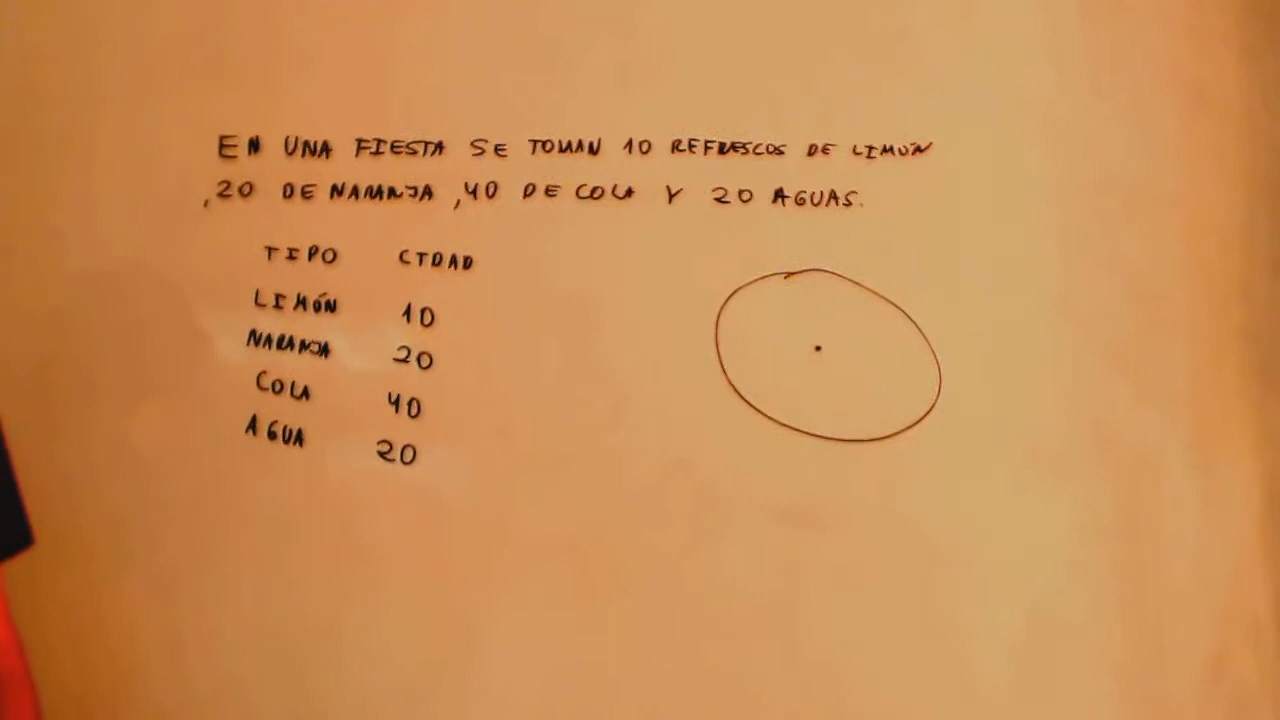 EN UNA FIESTA SE TOMAN 10 REFRESCOS DE LIMÓN
,20 DE NARANJA ,40 DE COLA Y 20 AGUAS.
TIPO CTDAD
LIMÓN 10
NARANJA 20
COLA 40
AGUA 20